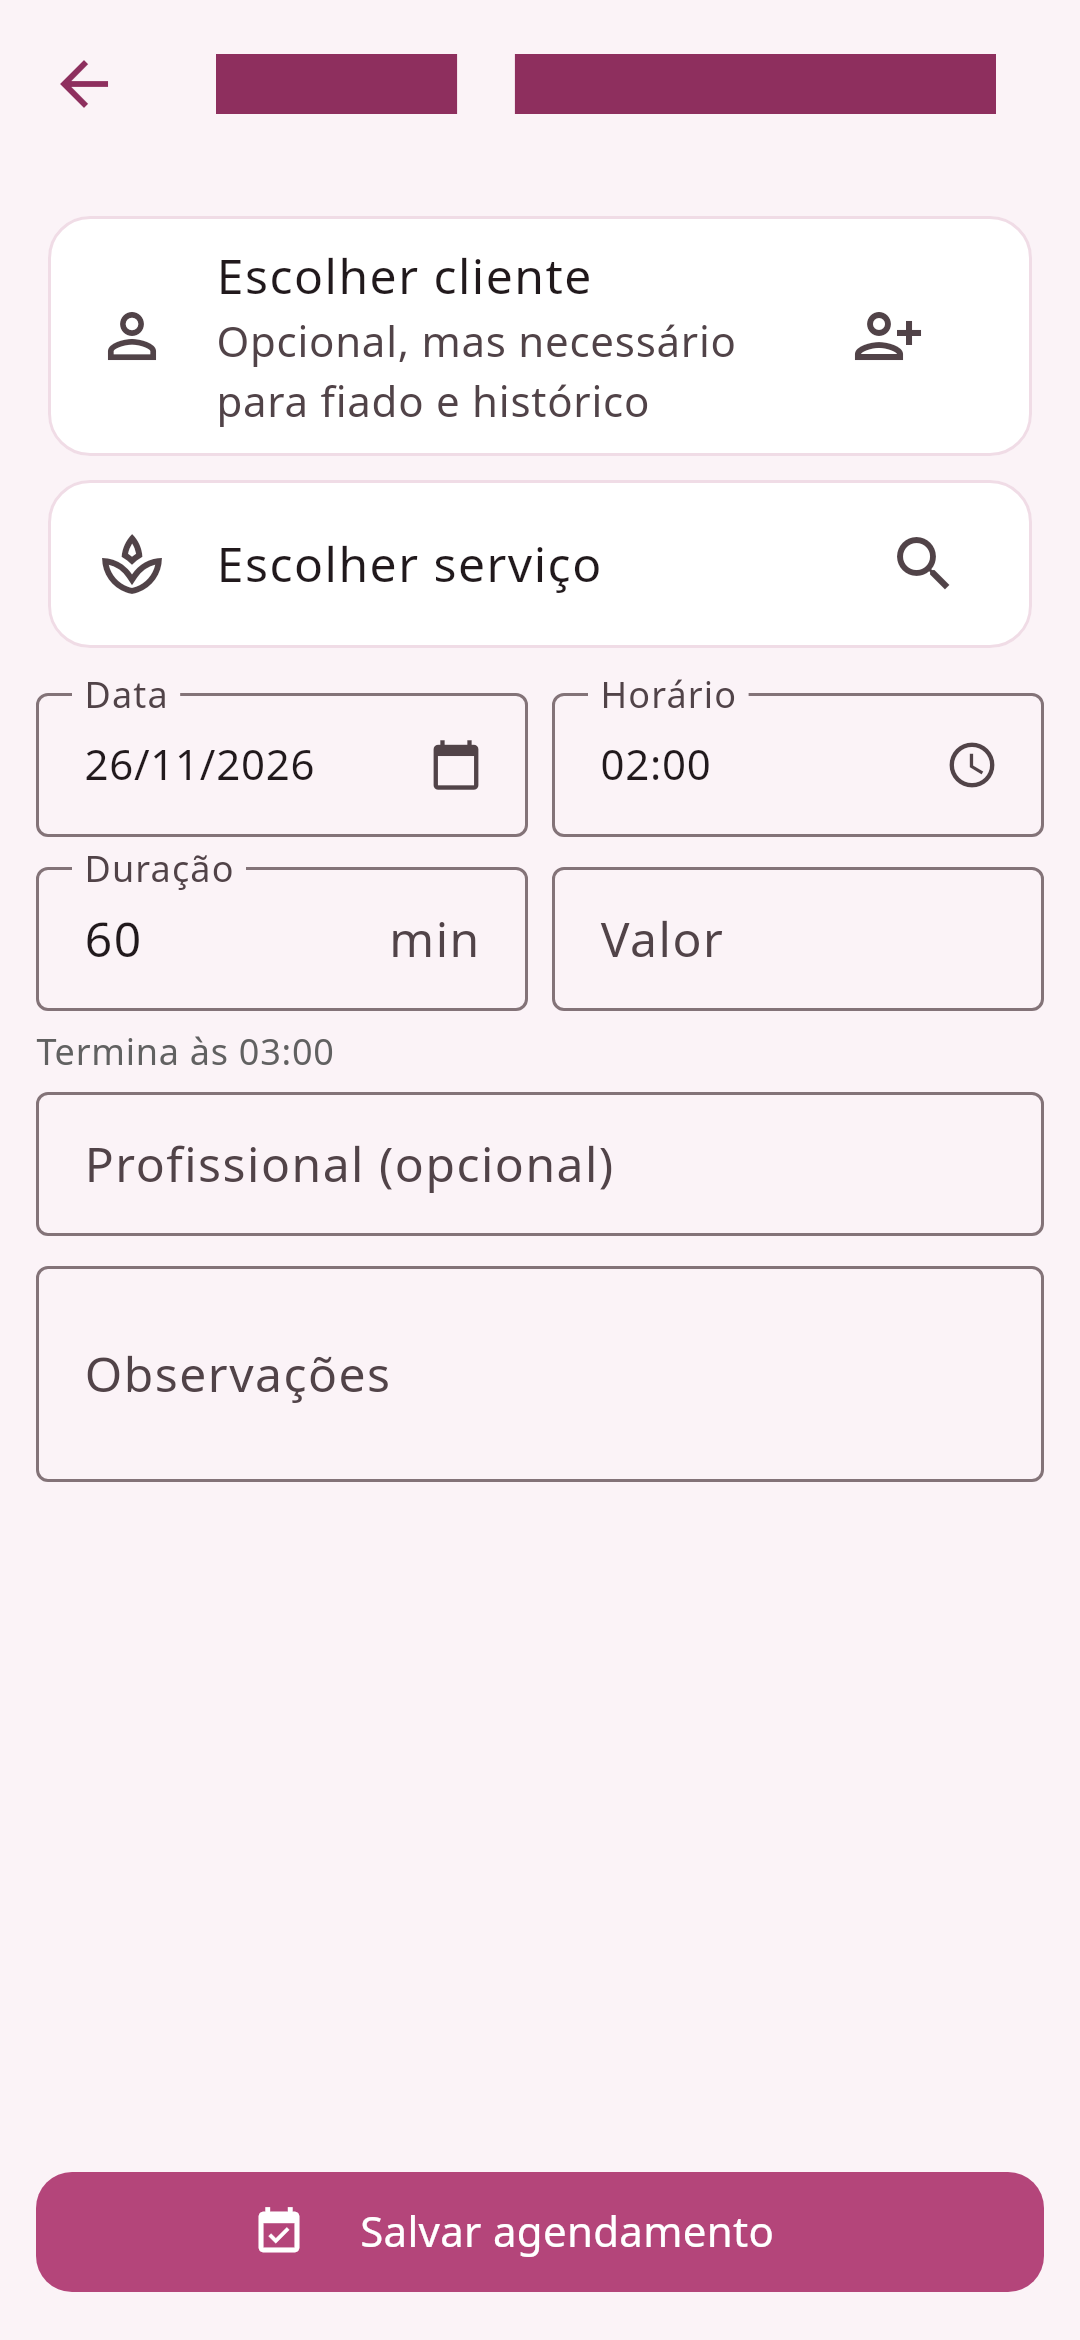 Escolher cliente
Opcional, mas necessário
para fiado e histórico
Escolher serviço
Data
Horário
26/11/2026
02:00
Duração
60 min
Valor
Termina às 03:00
Profissional (opcional)
Observações
Salvar agendamento